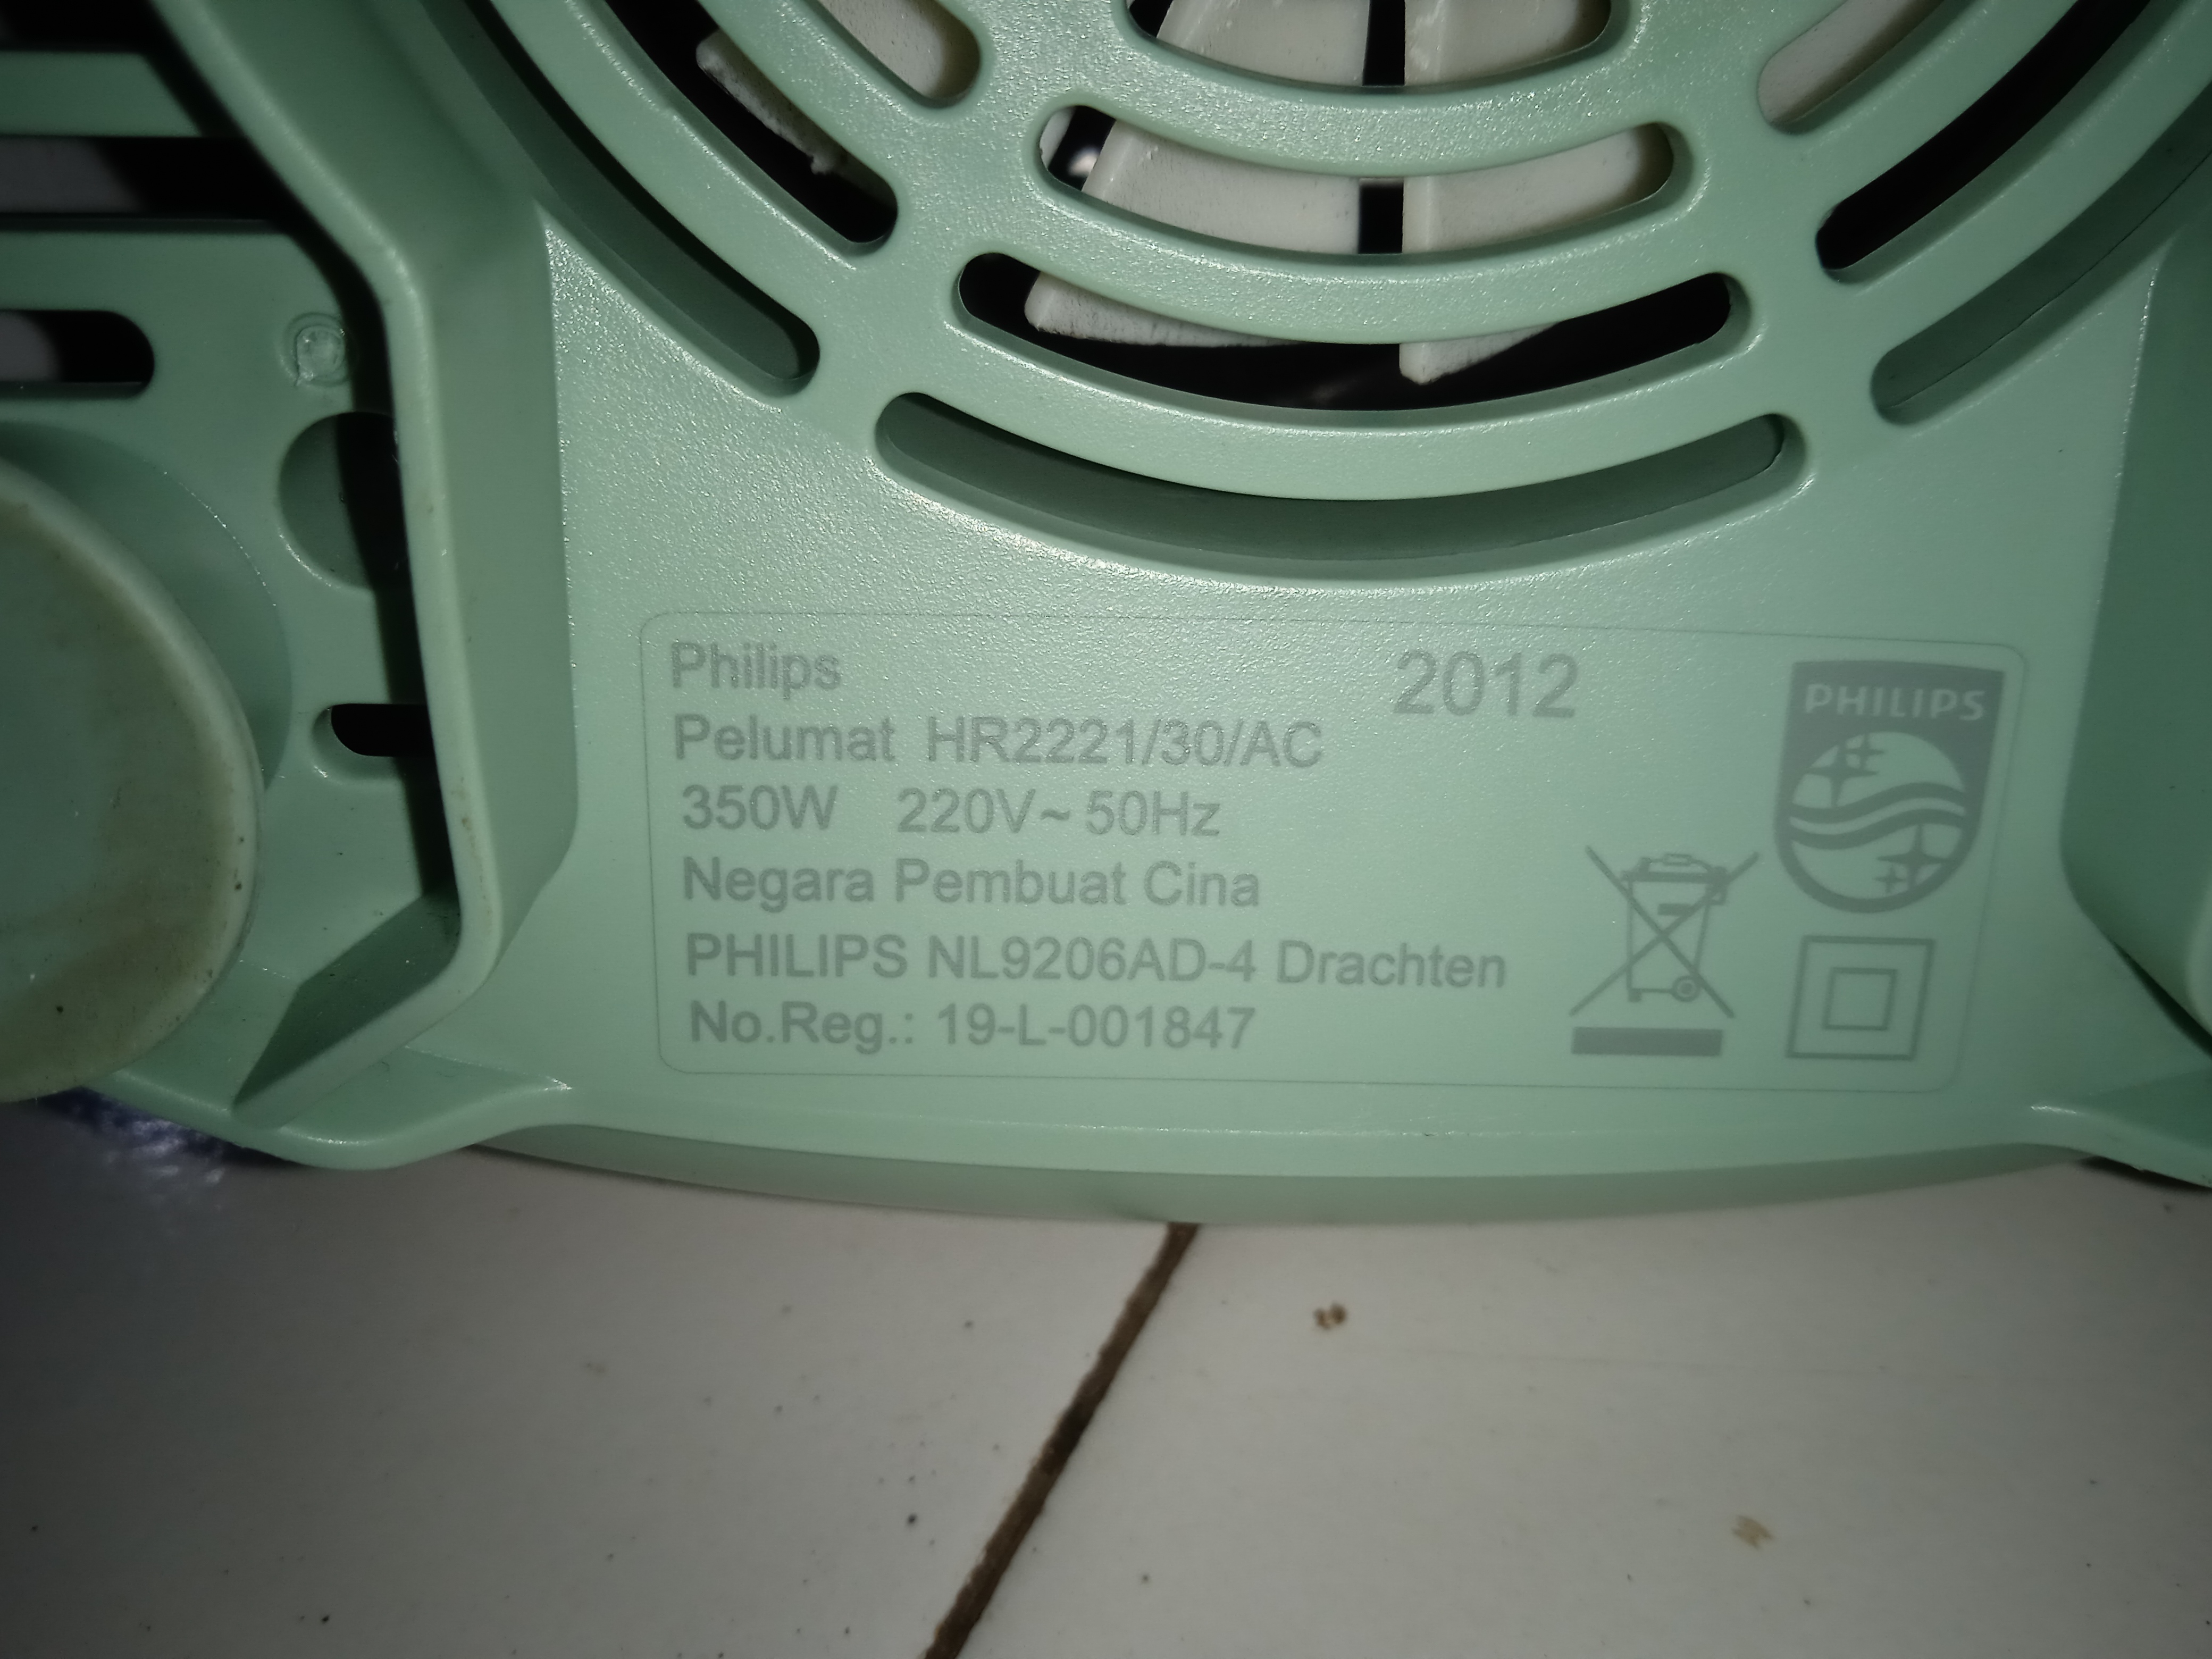 Philips
2012
Pelumat HR2221/30/AC
350W 220V~ 50Hz
Negara Pembuat Cina
PHILIPS NL9206AD-4 Drachten
No.Reg.: 19-L-001847
PHILIPS